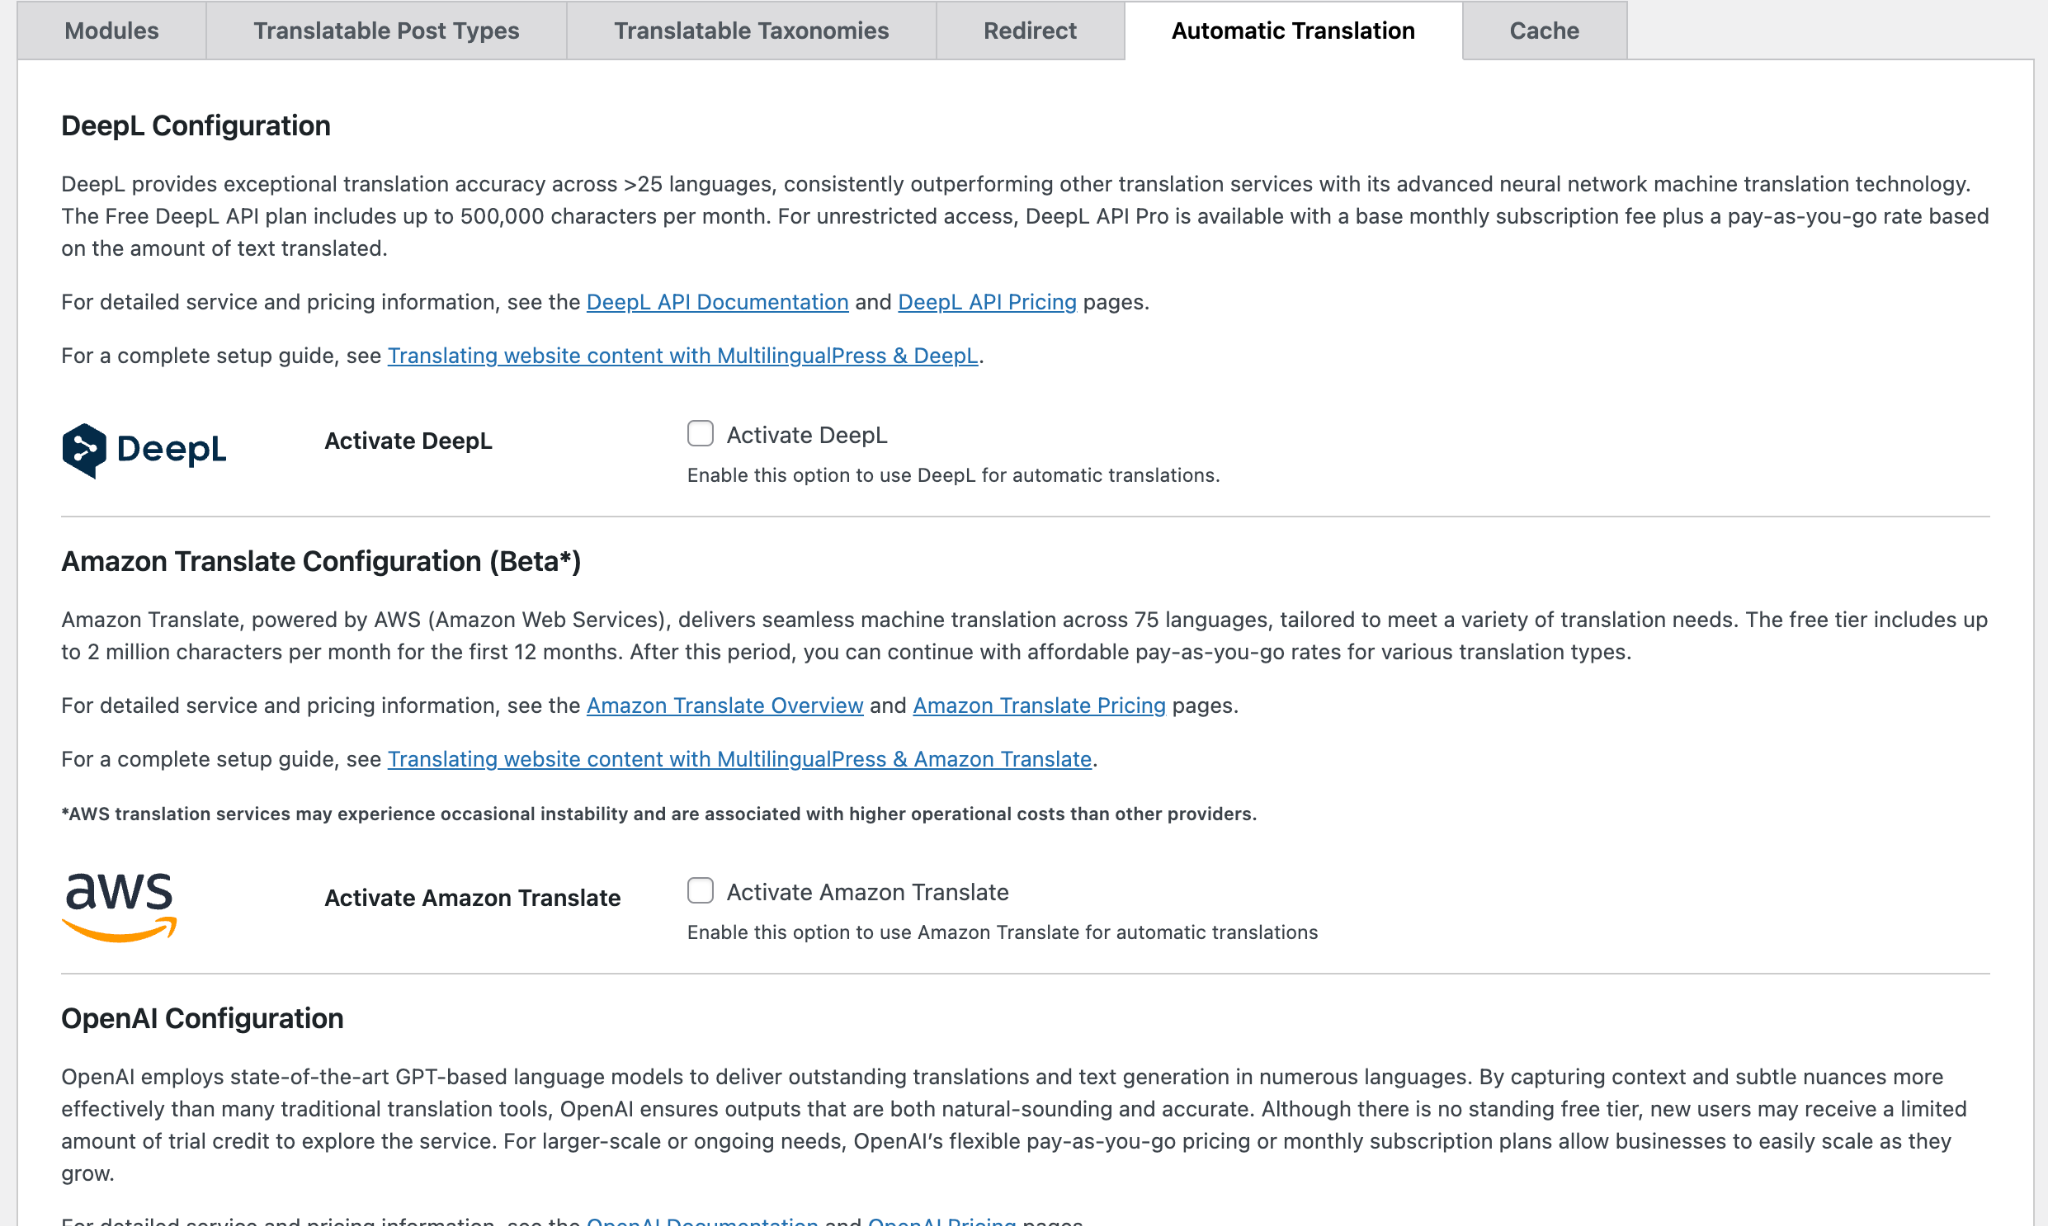 Modules
Translatable Post Types
Translatable Taxonomies
Redirect
Automatic Translation
Cache
DeepL Configuration
DeepL provides exceptional translation accuracy across >25 languages, consistently outperforming other translation services with its advanced neural network machine translation technology.
The Free DeepL API plan includes up to 500,000 characters per month. For unrestricted access, DeepL API Pro is available with a base monthly subscription fee plus a pay-as-you-go rate based
on the amount of text translated.
For detailed service and pricing information, see the DeepL API Documentation and DeepL API Pricing pages.
For a complete setup guide, see Translating website content with MultilingualPress & DeepL.
DeepL
Activate DeepL
Activate DeepL
Enable this option to use DeepL for automatic translations.
Amazon Translate Configuration (Beta*)
Amazon Translate, powered by AWS (Amazon Web Services), delivers seamless machine translation across 75 languages, tailored to meet a variety of translation needs. The free tier includes up
to 2 million characters per month for the first 12 months. After this period, you can continue with affordable pay-as-you-go rates for various translation types.
For detailed service and pricing information, see the Amazon Translate Overview and Amazon Translate Pricing pages.
For a complete setup guide, see Translating website content with MultilingualPress & Amazon Translate.
*AWS translation services may experience occasional instability and are associated with higher operational costs than other providers.
aws
Activate Amazon Translate
Activate Amazon Translate
Enable this option to use Amazon Translate for automatic translations
OpenAI Configuration
OpenAI employs state-of-the-art GPT-based language models to deliver outstanding translations and text generation in numerous languages. By capturing context and subtle nuances more
effectively than many traditional translation tools, OpenAI ensures outputs that are both natural-sounding and accurate. Although there is no standing free tier, new users may receive a limited
amount of trial credit to explore the service. For larger-scale or ongoing needs, OpenAI’s flexible pay-as-you-go pricing or monthly subscription plans allow businesses to easily scale as they
grow.
For detailed service and pricing information, see the OpenAI Documentation and OpenAI Pricing pages.